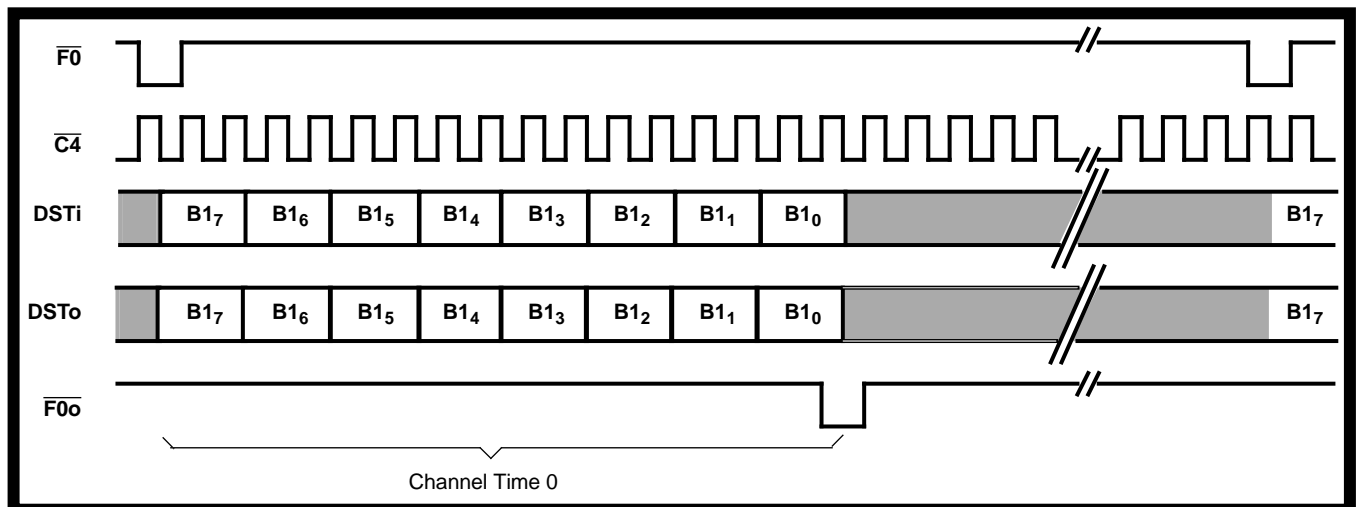 F0
C4
DSTi B1₇ B1₆ B1₅ B1₄ B1₃ B1₂ B1₁ B1₀ B1₇
DSTo B1₇ B1₆ B1₅ B1₄ B1₃ B1₂ B1₁ B1₀ B1₇
F0o
Channel Time 0